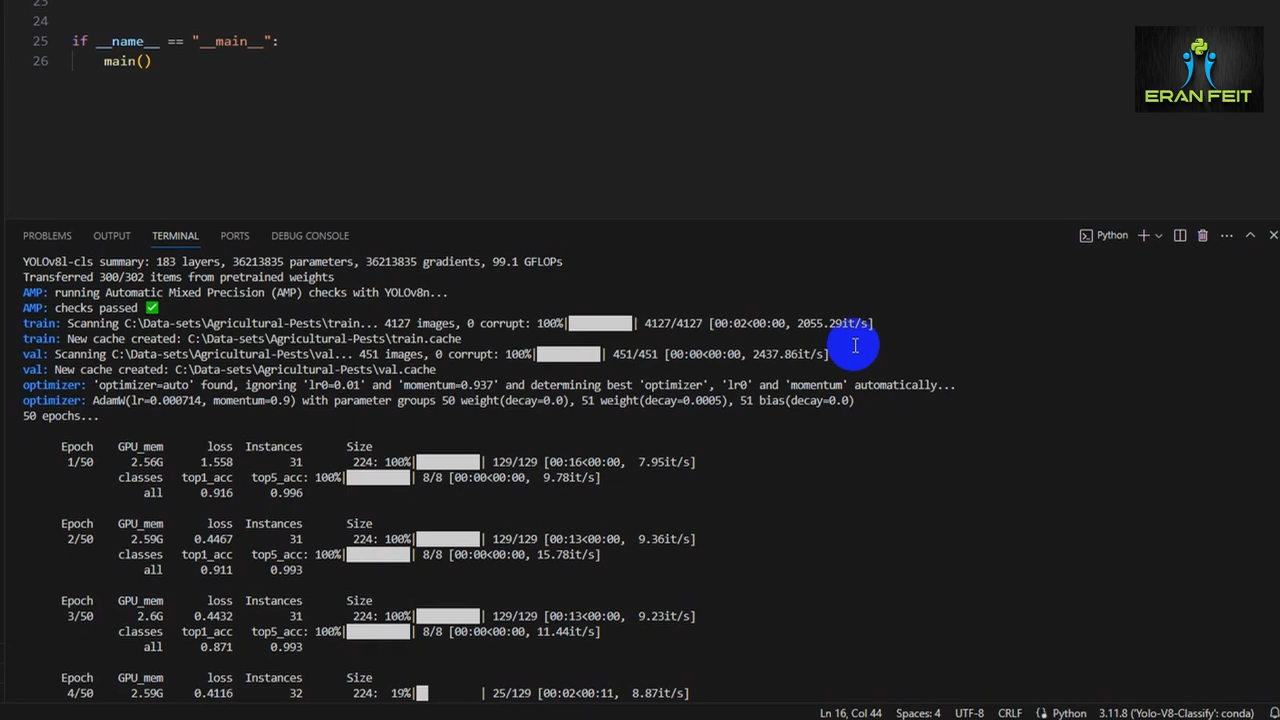 23
24
25 if __name__ == "__main__":
26 main()
ERAN FEIT
PROBLEMS OUTPUT TERMINAL PORTS DEBUG CONSOLE Python
YOLOv8l-cls summary: 183 layers, 36213835 parameters, 36213835 gradients, 99.1 GFLOPs
Transferred 300/302 items from pretrained weights
AMP: running Automatic Mixed Precision (AMP) checks with YOLOv8n...
AMP: checks passed ✅
train: Scanning C:\Data-sets\Agricultural-Pests\train... 4127 images, 0 corrupt: 100%|██████████| 4127/4127 [00:02<00:00, 2055.29it/s]
train: New cache created: C:\Data-sets\Agricultural-Pests\train.cache
val: Scanning C:\Data-sets\Agricultural-Pests\val... 451 images, 0 corrupt: 100%|██████████| 451/451 [00:00<00:00, 2437.86it/s]
val: New cache created: C:\Data-sets\Agricultural-Pests\val.cache
optimizer: 'optimizer=auto' found, ignoring 'lr0=0.01' and 'momentum=0.937' and determining best 'optimizer', 'lr0' and 'momentum' automatically...
optimizer: AdamW(lr=0.000714, momentum=0.9) with parameter groups 50 weight(decay=0.0), 51 weight(decay=0.0005), 51 bias(decay=0.0)
50 epochs...
Epoch GPU_mem loss Instances Size
1/50 2.56G 1.558 31 224: 100%|██████████| 129/129 [00:16<00:00, 7.95it/s]
classes top1_acc top5_acc: 100%|██████████| 8/8 [00:00<00:00, 9.78it/s]
all 0.916 0.996
Epoch GPU_mem loss Instances Size
2/50 2.59G 0.4467 31 224: 100%|██████████| 129/129 [00:13<00:00, 9.36it/s]
classes top1_acc top5_acc: 100%|██████████| 8/8 [00:00<00:00, 15.78it/s]
all 0.911 0.993
Epoch GPU_mem loss Instances Size
3/50 2.6G 0.4432 31 224: 100%|██████████| 129/129 [00:13<00:00, 9.23it/s]
classes top1_acc top5_acc: 100%|██████████| 8/8 [00:00<00:00, 11.44it/s]
all 0.871 0.993
Epoch GPU_mem loss Instances Size
4/50 2.59G 0.4116 32 224: 19%|█▉ | 25/129 [00:02<00:11, 8.87it/s]
Ln 16, Col 44 Spaces: 4 UTF-8 CRLF Python 3.11.8 ('Yolo-V8-Classify': conda)